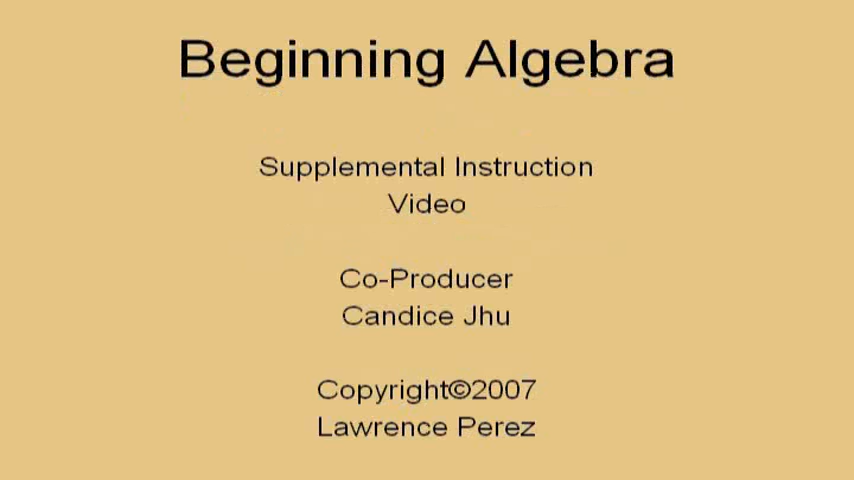 Beginning Algebra
Supplemental Instruction
Video
Co-Producer
Candice Jhu
Copyright©2007
Lawrence Perez